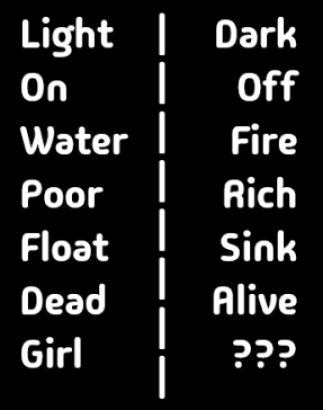 Light | Dark
On | Off
Water | Fire
Poor | Rich
Float | Sink
Dead | Alive
Girl | ???